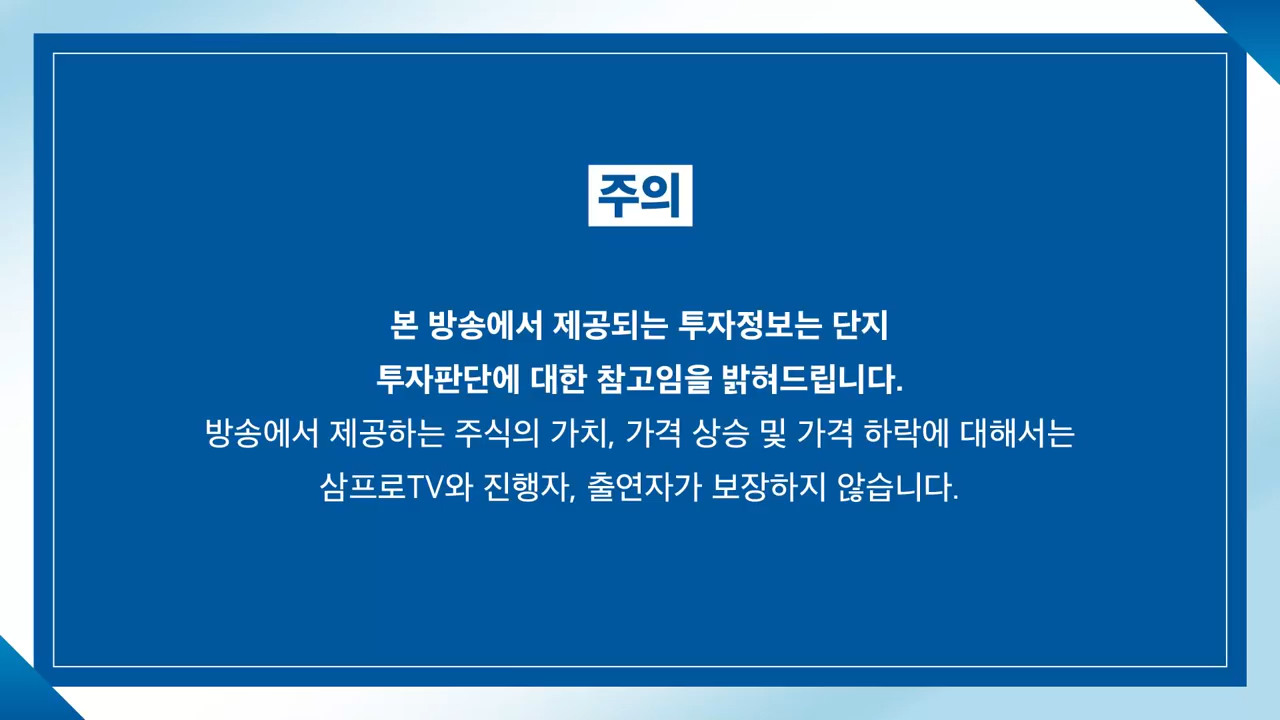 주의
본 방송에서 제공되는 투자정보는 단지
투자판단에 대한 참고임을 밝혀드립니다.
방송에서 제공하는 주식의 가치, 가격 상승 및 가격 하락에 대해서는
삼프로TV와 진행자, 출연자가 보장하지 않습니다.